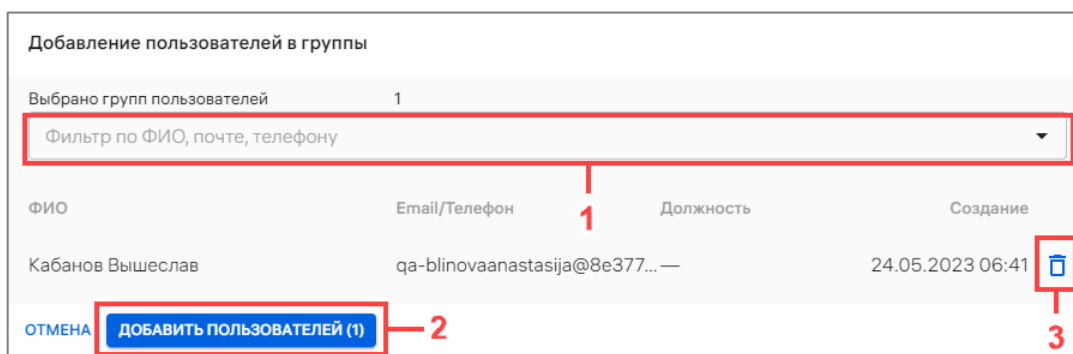 Добавление пользователей в группы
Выбрано групп пользователей 1
Фильтр по ФИО, почте, телефону
ФИО Email/Телефон 1 Должность Создание
Кабанов Вышеслав qa-blinovaanastasija@8e377... — 24.05.2023 06:41
ОТМЕНА ДОБАВИТЬ ПОЛЬЗОВАТЕЛЕЙ (1) 2 3